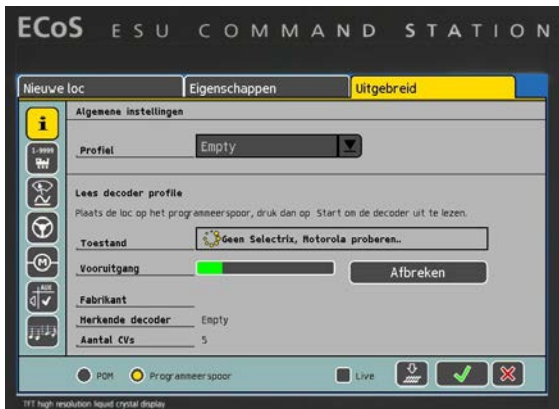 ECoS ESU COMMAND STATION
Nieuwe loc Eigenschappen Uitgebreid
Algemene instellingen
i
1-9999
Profiel Empty
Lees decoder profile
Plaats de loc op het programmeerspoor, druk dan op Start om de decoder uit te lezen.
Toestand Geen Selectrix, Motorola proberen..
Vooruitgang Afbreken
M
AUX
Fabrikant
Herkende decoder Empty
Aantal CVs 5
POM Programmeerspoor Live
TFT high resolution liquid crystal display